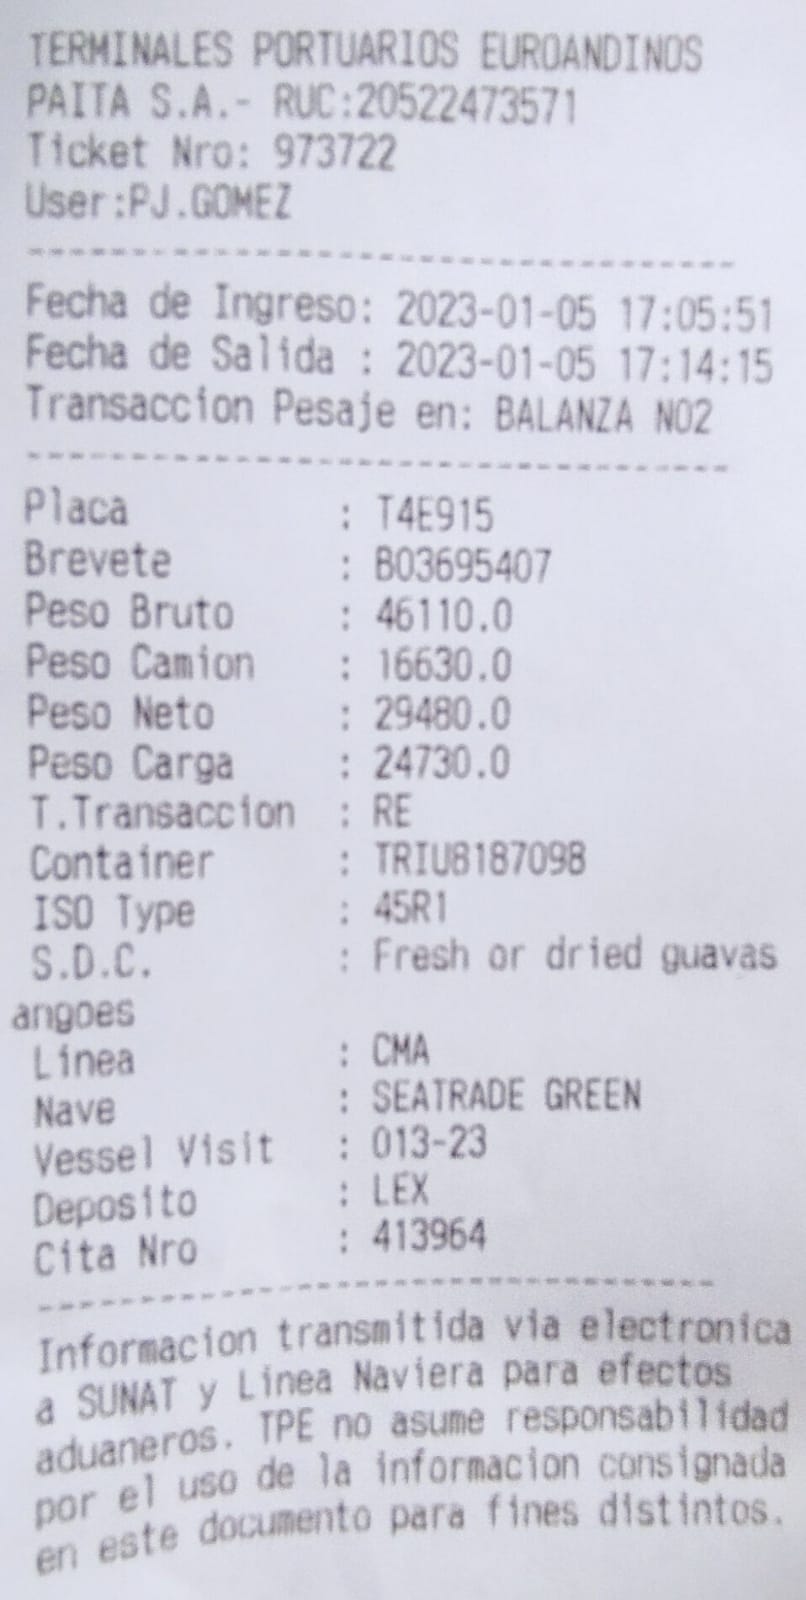 TERMINALES PORTUARIOS EUROANDINOS
PAITA S.A.- RUC:20522473571
Ticket Nro: 973722
User:PJ.GOMEZ
Fecha de Ingreso: 2023-01-05 17:05:51
Fecha de Salida : 2023-01-05 17:14:15
Transaccion Pesaje en: BALANZA NO2
Placa : T4E915
Brevete : B03695407
Peso Bruto : 46110.0
Peso Camion : 16630.0
Peso Neto : 29480.0
Peso Carga : 24730.0
T.Transaccion : RE
Container : TRIU8187098
ISO Type : 45R1
S.D.C. : Fresh or dried guavas
angoes
Linea : CMA
Nave : SEATRADE GREEN
Vessel Visit : 013-23
Deposito : LEX
Cita Nro : 413964
Informacion transmitida via electronica
a SUNAT y Linea Naviera para efectos
aduaneros. TPE no asume responsabilidad
por el uso de la informacion consignada
en este documento para fines distintos.